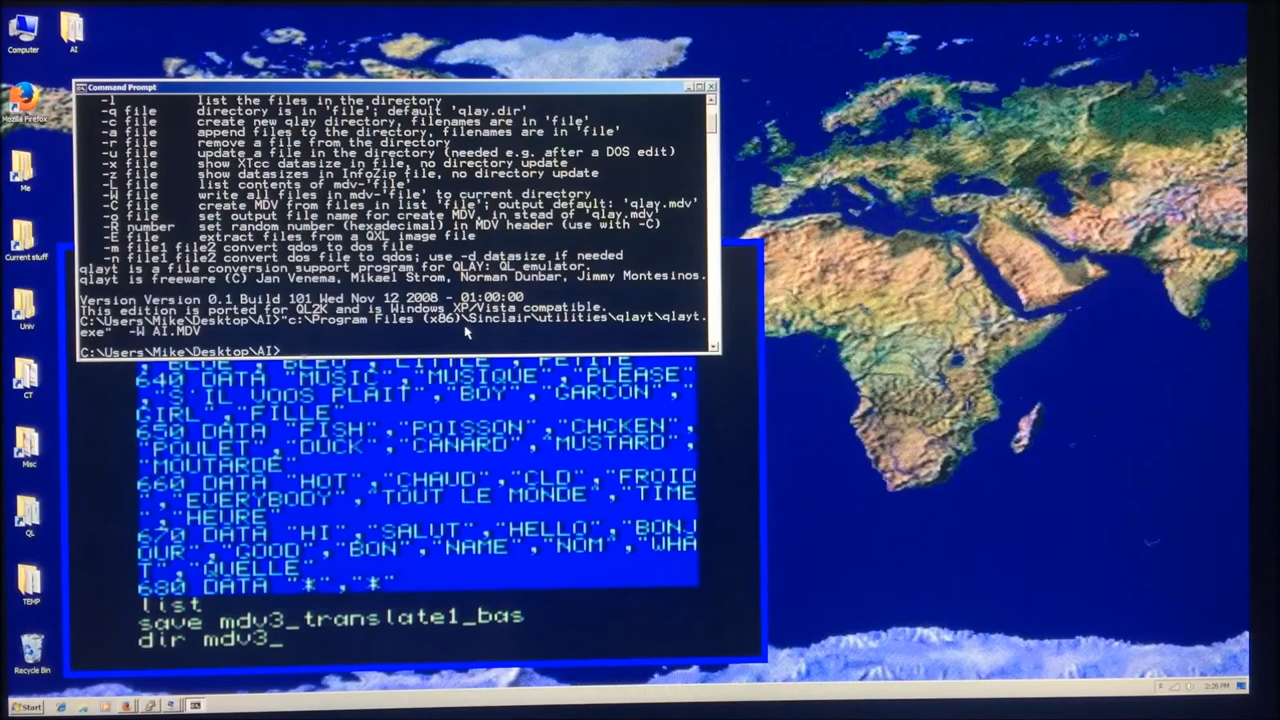 Computer
AI
Mozilla Firefox
Me
Current stuff
Univ
CT
Misc
QL
TEMP
Recycle Bin
Command Prompt
-l list the files in the directory
-q file directory is in 'file'; default 'qlay.dir'
-c file create new qlay directory, filenames are in 'file'
-a file append files to the directory, filenames are in 'file'
-r file remove a file from the directory
-u file update a file in the directory (needed e.g. after a DOS edit)
-x file show XTcc datasize in file, no directory update
-z file show datasizes in InfoZip file, no directory update
-L file list contents of mdv-'file'
-W file write all files in mdv-'file' to current directory
-C file create MDV from files in list 'file'; output default: 'qlay.mdv'
-o file set output file name for create MDV, in stead of 'qlay.mdv'
-R number set random number (hexadecimal) in MDV header (use with -C)
-E file extract files from a QXL image file
-m file1 file2 convert qdos to dos file
-n file1 file2 convert dos file to qdos; use -d datasize if needed
qlayt is a file conversion support program for QLAY: QL emulator.
qlayt is freeware (C) Jan Venema, Mikael Strom, Norman Dunbar, Jimmy Montesinos.
Version Version 0.1 Build 101 Wed Nov 12 2008 - 01:00:00
This edition is ported for QL2K and is Windows XP/Vista compatible.
C:\Users\Mike\Desktop\AI>"c:\Program Files (x86)\Sinclair\utilities\qlayt\qlayt.
exe" -W AI_MDV
C:\Users\Mike\Desktop\AI>
,"BLUE","BLEU","LITTLE","PETITE"
640 DATA "MUSIC","MUSIQUE","PLEASE"
,"S'IL VOOS PLAIT","BOY","GARCON",
GIRL","FILLE"
650 DATA "FISH","POISSON","CHCKEN",
"POULET","DUCK","CANARD","MUSTARD",
"MOUTARDE"
660 DATA "HOT","CHAUD","CLD","FROID
","EVERYBODY","TOUT LE MONDE","TIME
","HEURE"
670 DATA "HI","SALUT","HELLO","BONJ
OUR","GOOD","BON","NAME","NOM","WHA
T","QUELLE"
680 DATA "*","*"
list
save mdv3_translate1_bas
dir mdv3_
Start
2:26 PM